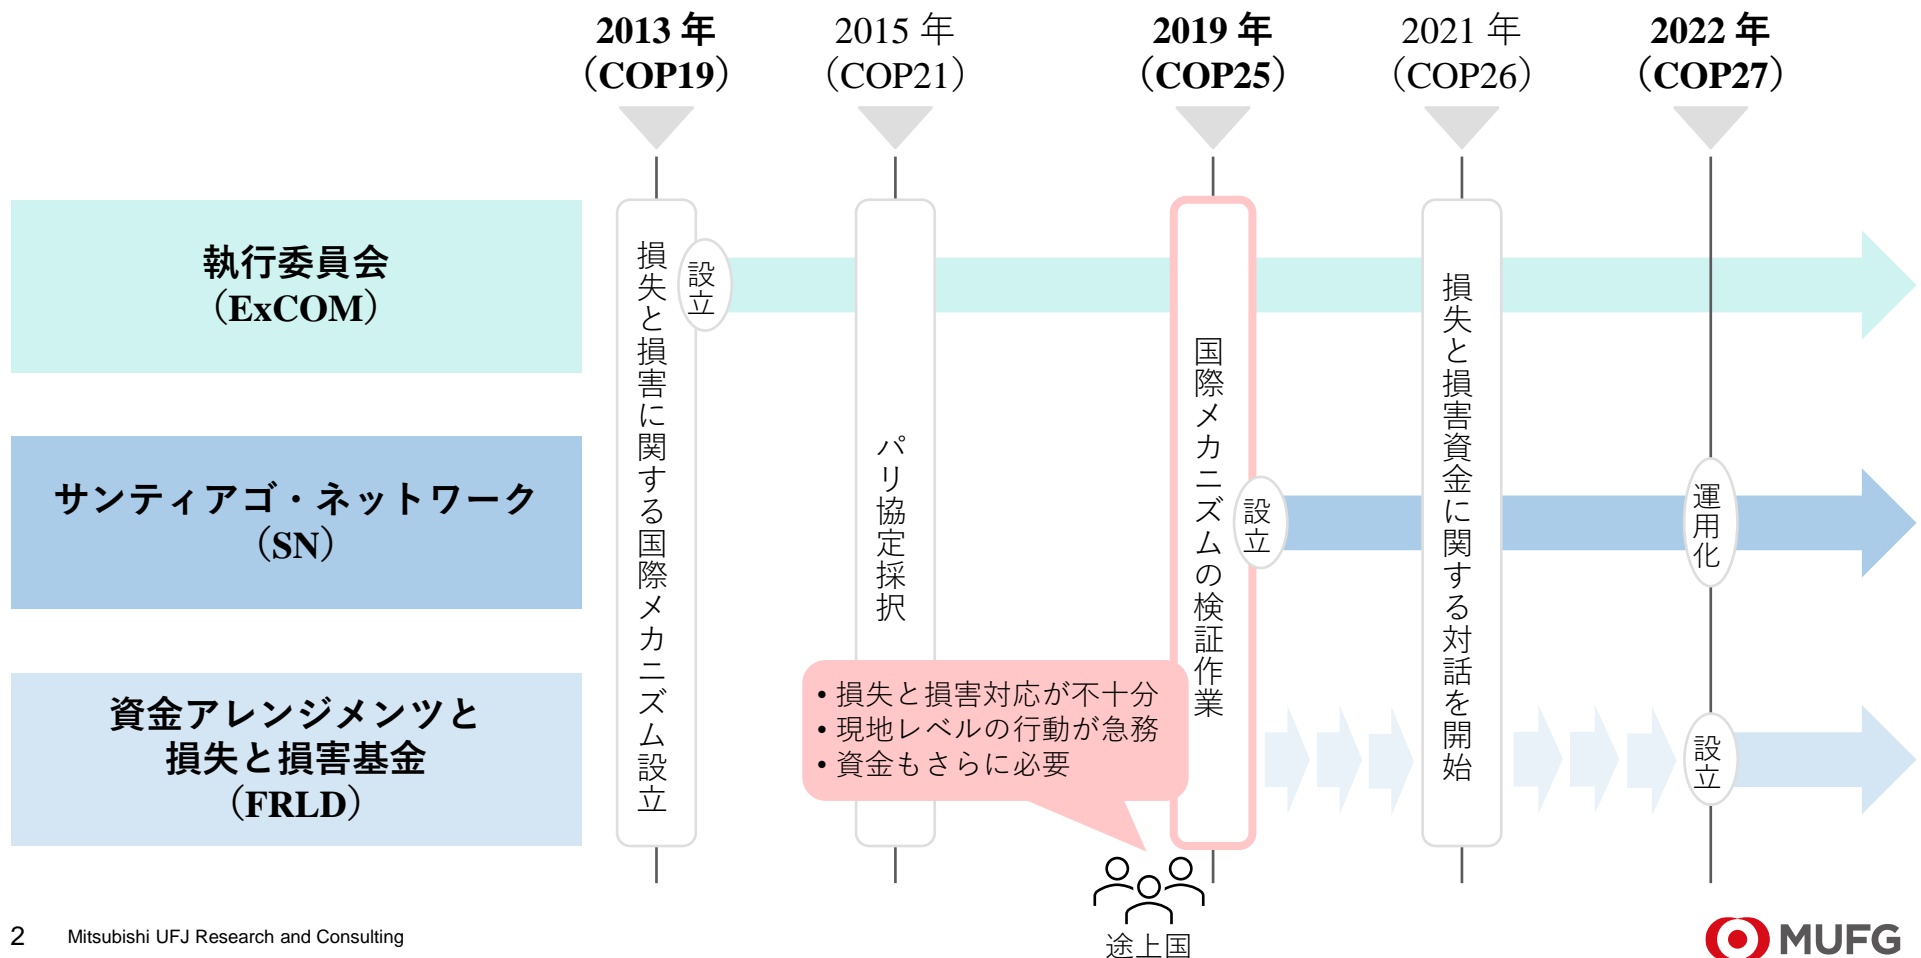 2013 年
（COP19）
2015 年
（COP21）
2019 年
（COP25）
2021 年
（COP26）
2022 年
（COP27）
執行委員会
（ExCOM）
サンティアゴ・ネットワーク
（SN）
資金アレンジメンツと
損失と損害基金
（FRLD）
損失と損害に関する国際メカニズム設立
設立
パリ協定採択
国際メカニズムの検証作業
設立
損失と損害資金に関する対話を開始
運用化
設立
• 損失と損害対応が不十分
• 現地レベルの行動が急務
• 資金もさらに必要
途上国
2 Mitsubishi UFJ Research and Consulting
MUFG